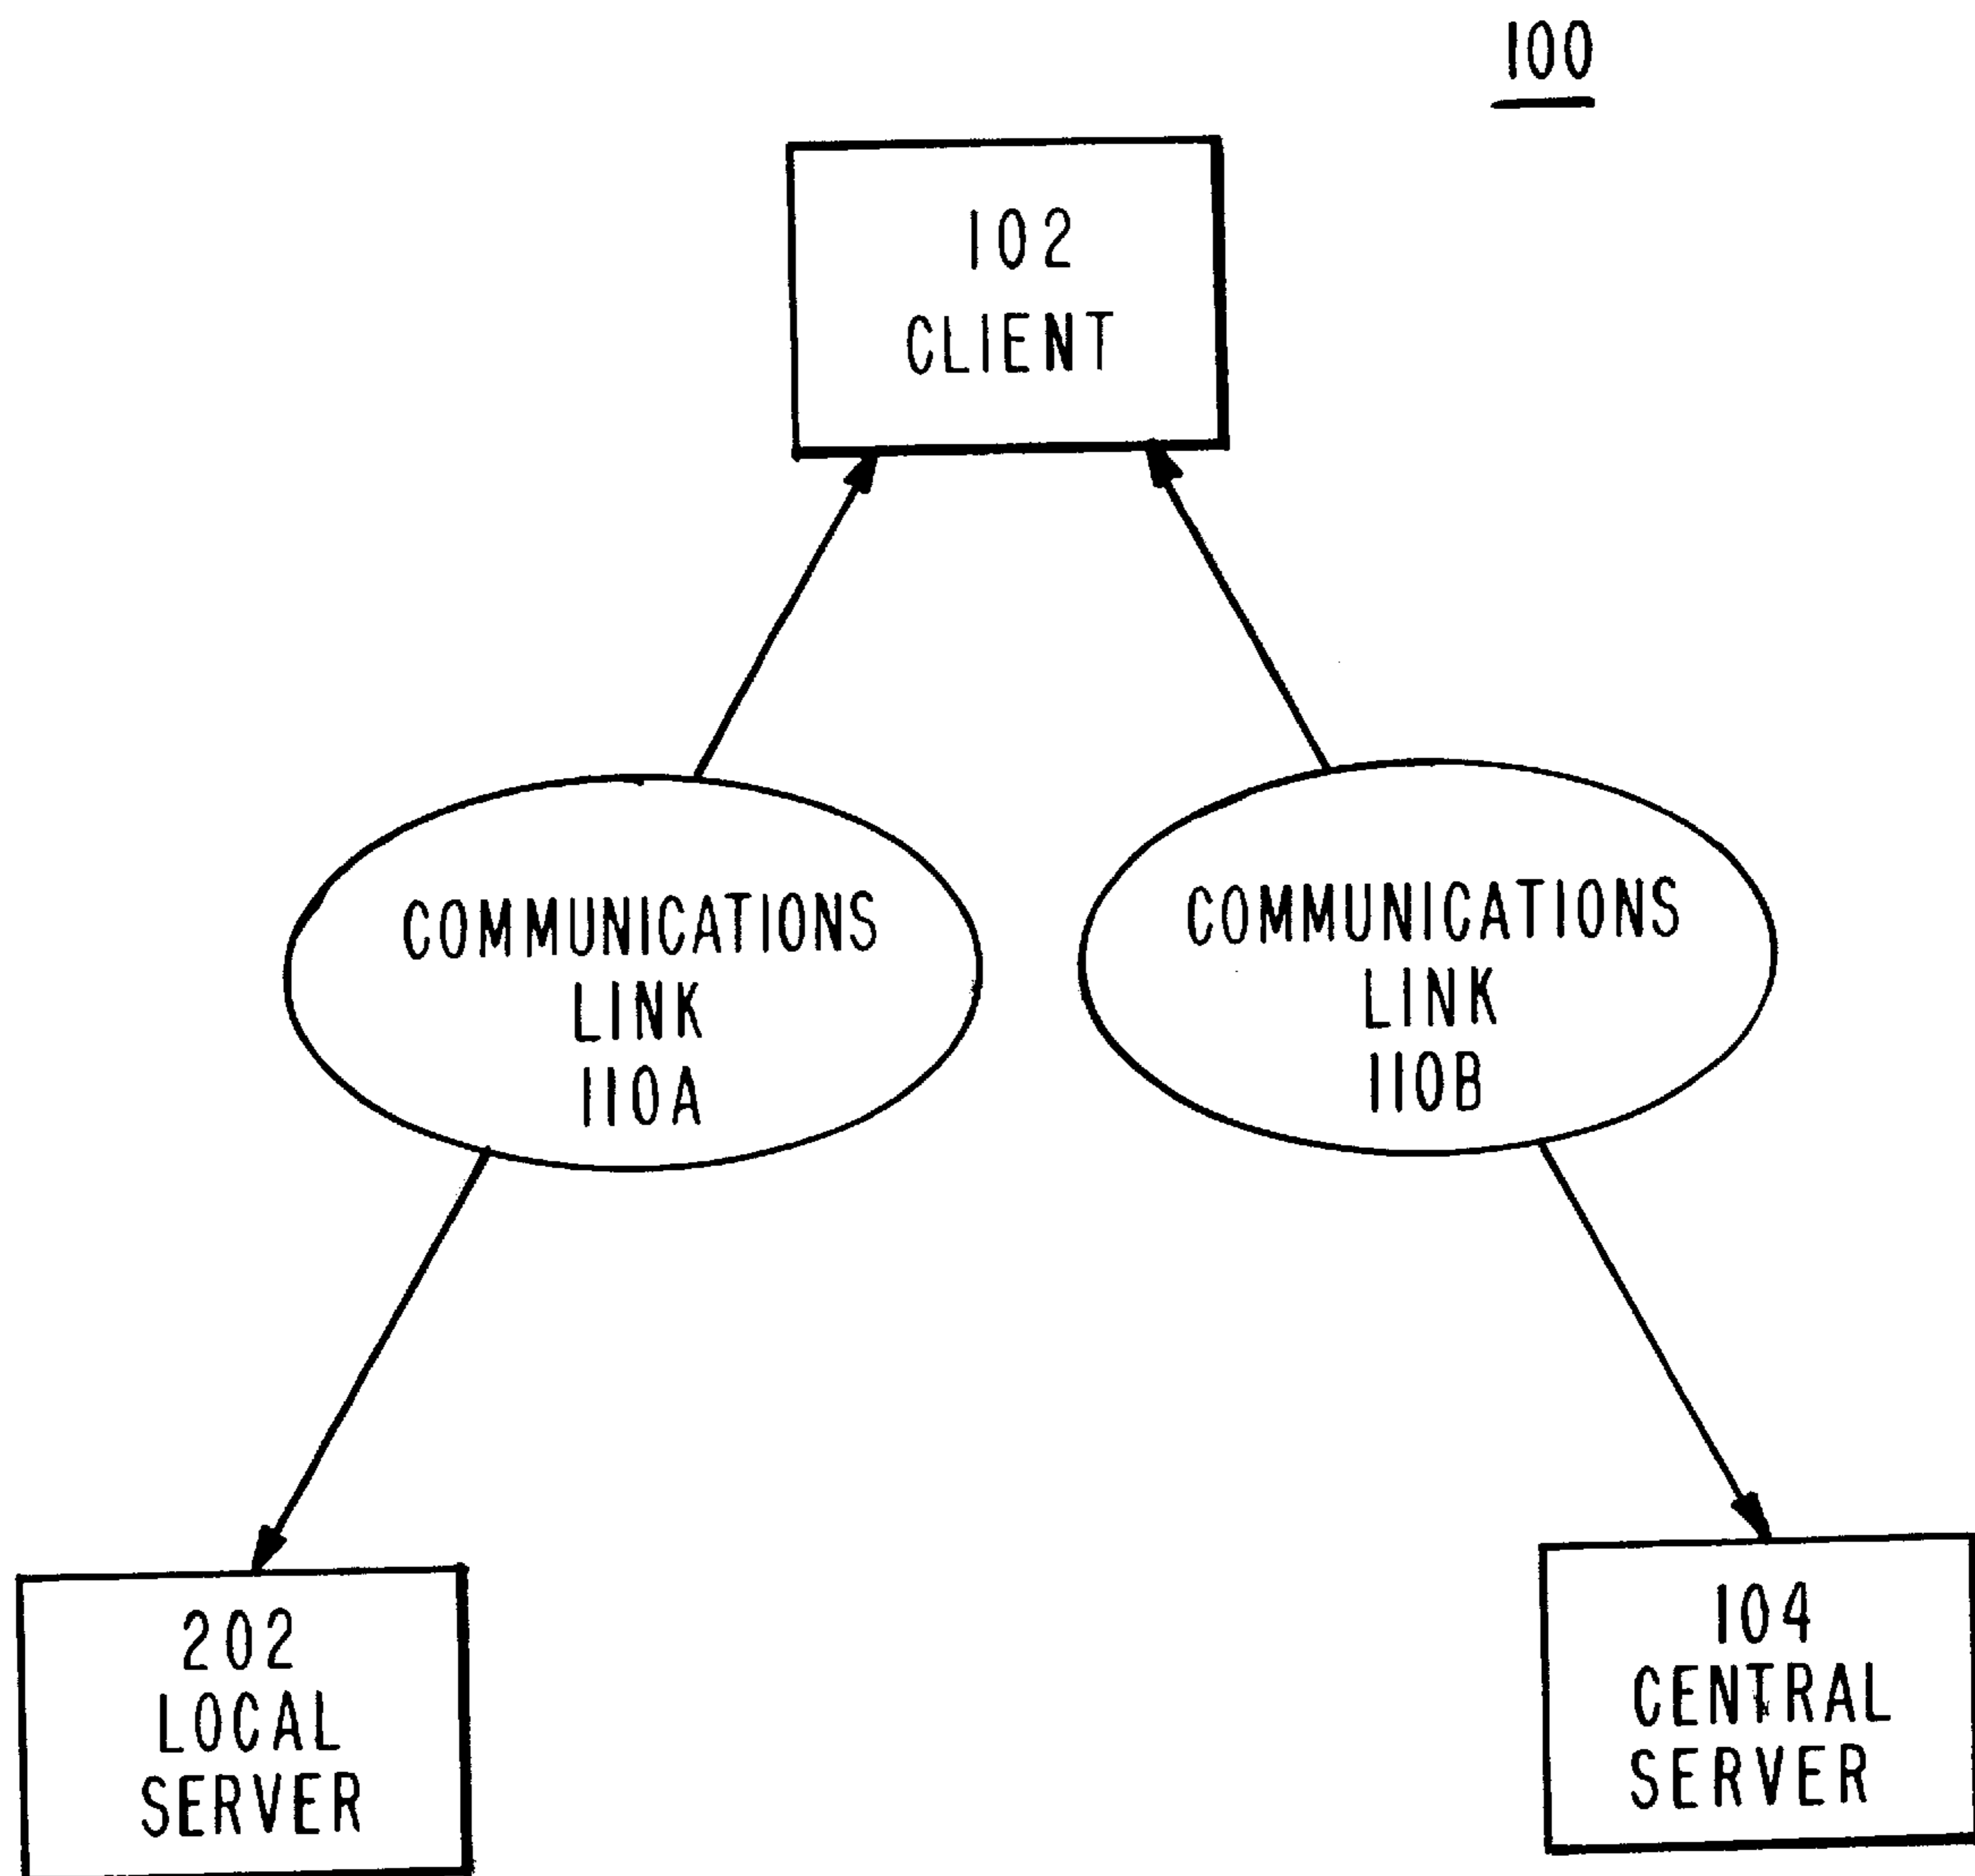 100
102
CLIENT
COMMUNICATIONS
LINK
110A
COMMUNICATIONS
LINK
110B
202
LOCAL
SERVER
104
CENTRAL
SERVER